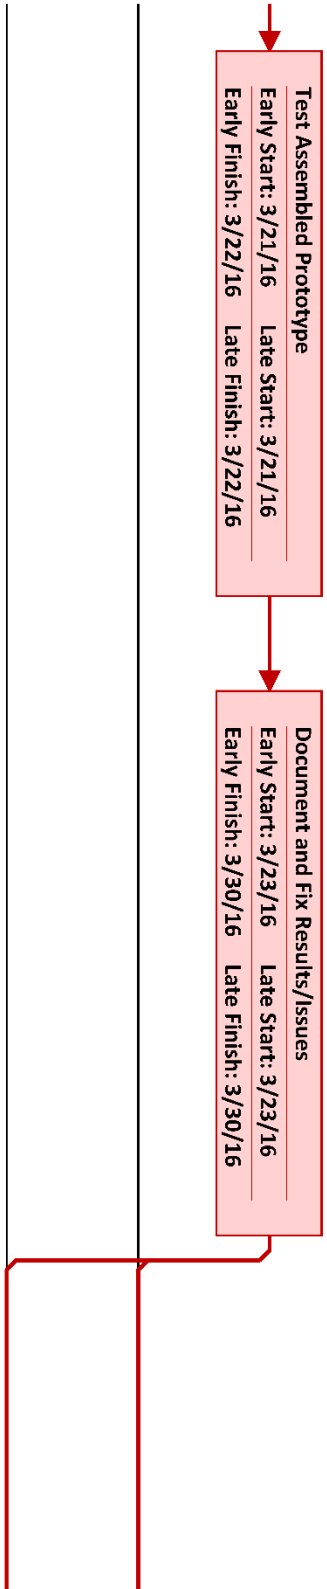 Test Assembled Prototype
Early Start: 3/21/16 Late Start: 3/21/16
Early Finish: 3/22/16 Late Finish: 3/22/16
Document and Fix Results/Issues
Early Start: 3/23/16 Late Start: 3/23/16
Early Finish: 3/30/16 Late Finish: 3/30/16